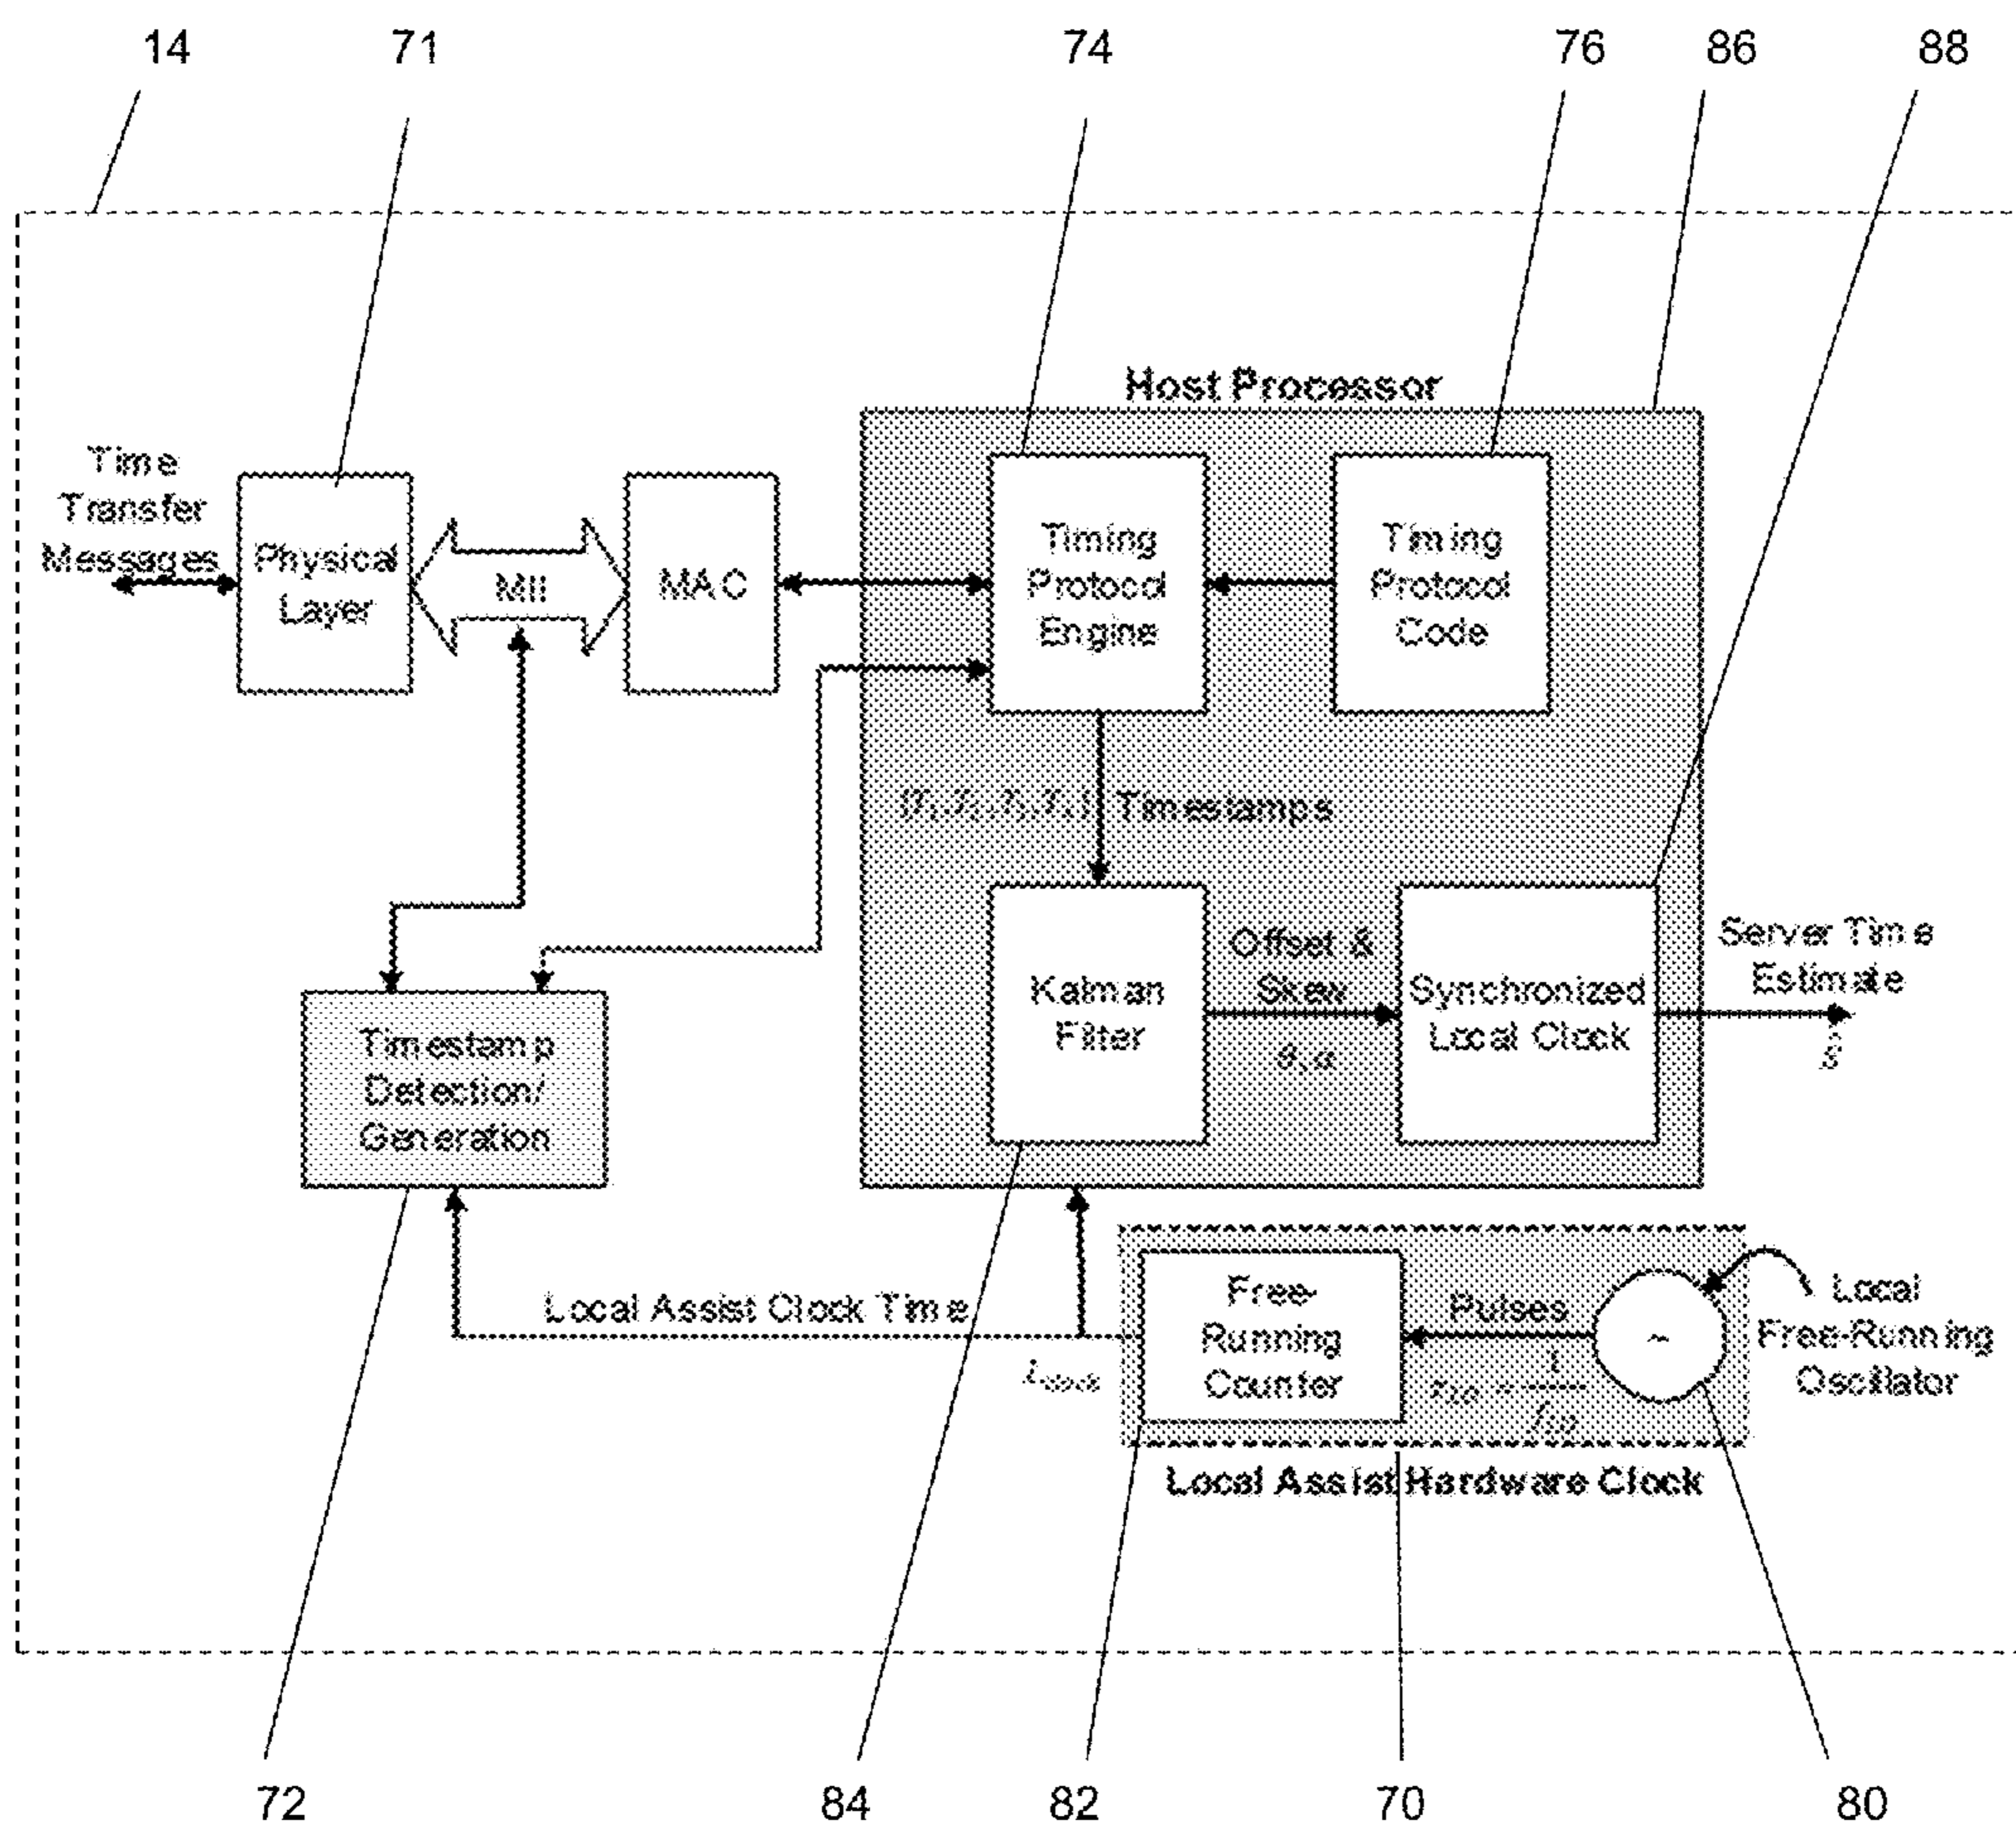 14
71
74
76
86
88
Host Processor
Time
Transfer
Messages
Physical
Layer
MII
MAC
Timing
Protocol
Engine
Timing
Protocol
Code
Timestamps
Kalman
Filter
Offset &
Skew
θ, α
Synchronized
Local Clock
Server Time
Estimate
Timestamp
Detection/
Generation
Local Assist Clock Time
Free-
Running
Counter
Pulses
~
Local
Free-Running
Oscillator
Local Assist Hardware Clock
72
84
82
70
80